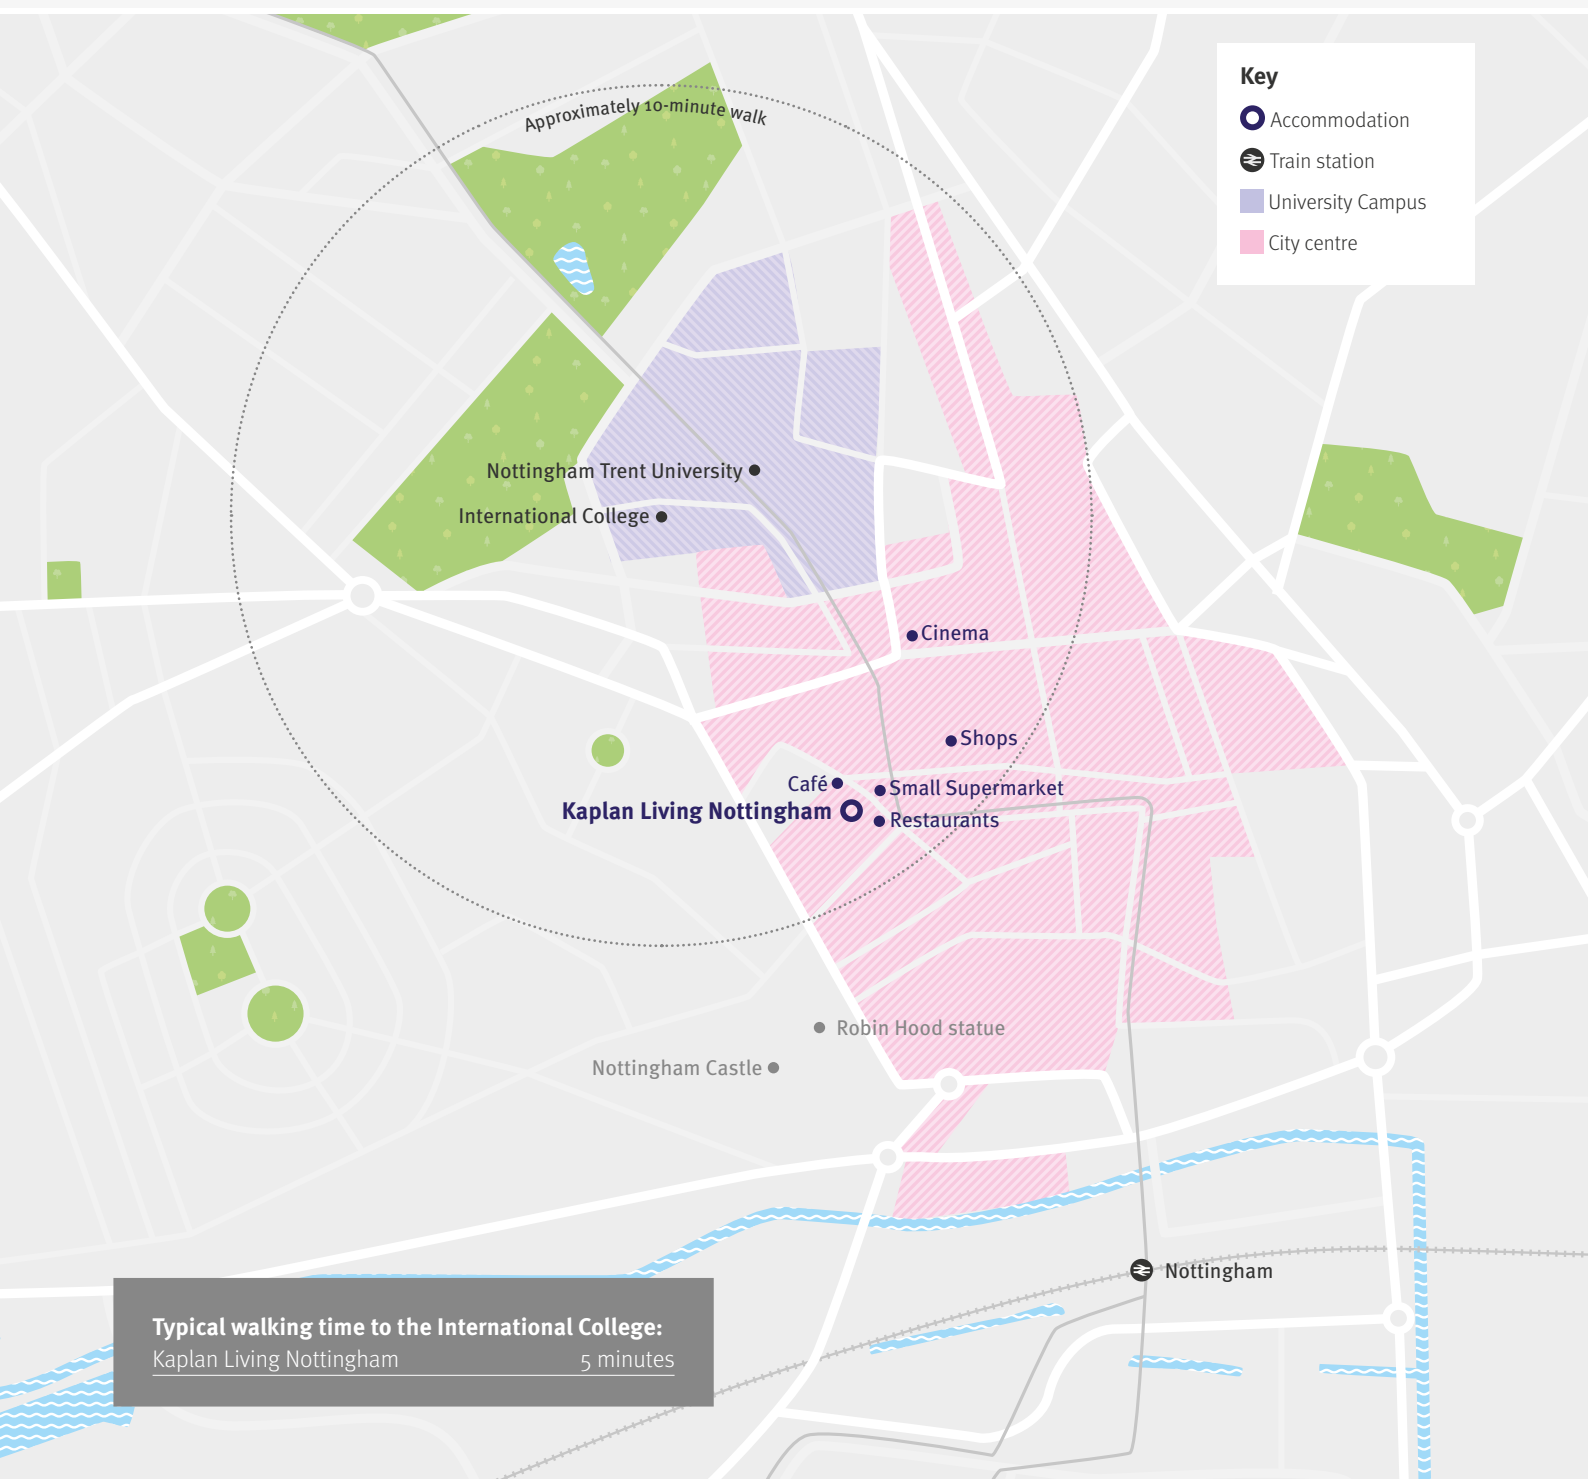 Approximately 10-minute walk
Key
Accommodation
Train station
University Campus
City centre
Nottingham Trent University
International College
Cinema
Shops
Café
Small Supermarket
Kaplan Living Nottingham
Restaurants
Robin Hood statue
Nottingham Castle
Nottingham
Typical walking time to the International College:
Kaplan Living Nottingham 5 minutes